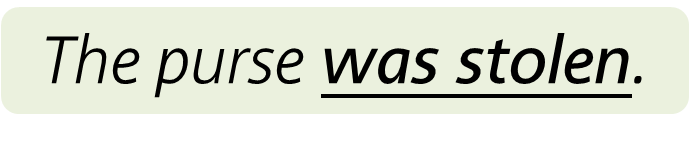 The purse was stolen.